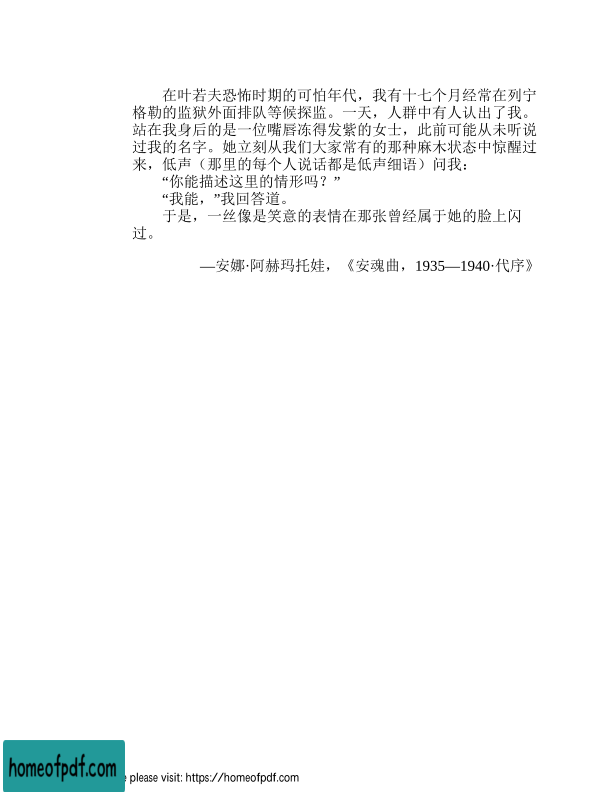 在叶若夫恐怖时期的可怕年代，我有十七个月经常在列宁
格勒的监狱外面排队等候探监。一天，人群中有人认出了我。
站在我身后的是一位嘴唇冻得发紫的女士，此前可能从未听说
过我的名字。她立刻从我们大家常有的那种麻木状态中惊醒过
来，低声（那里的每个人说话都是低声细语）问我：
“你能描述这里的情形吗？”
“我能，”我回答道。
于是，一丝像是笑意的表情在那张曾经属于她的脸上闪
过。
—安娜·阿赫玛托娃，《安魂曲，1935—1940·代序》
homeofpdf.com
please visit: https://homeofpdf.com